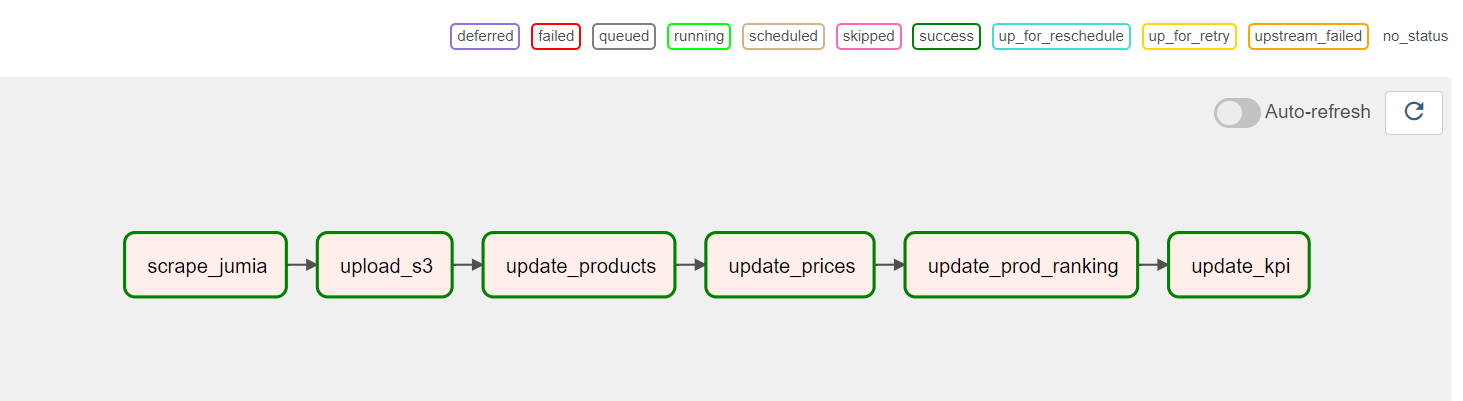 deferred failed queued running scheduled skipped success up_for_reschedule up_for_retry upstream_failed no_status
Auto-refresh
scrape_jumia upload_s3 update_products update_prices update_prod_ranking update_kpi